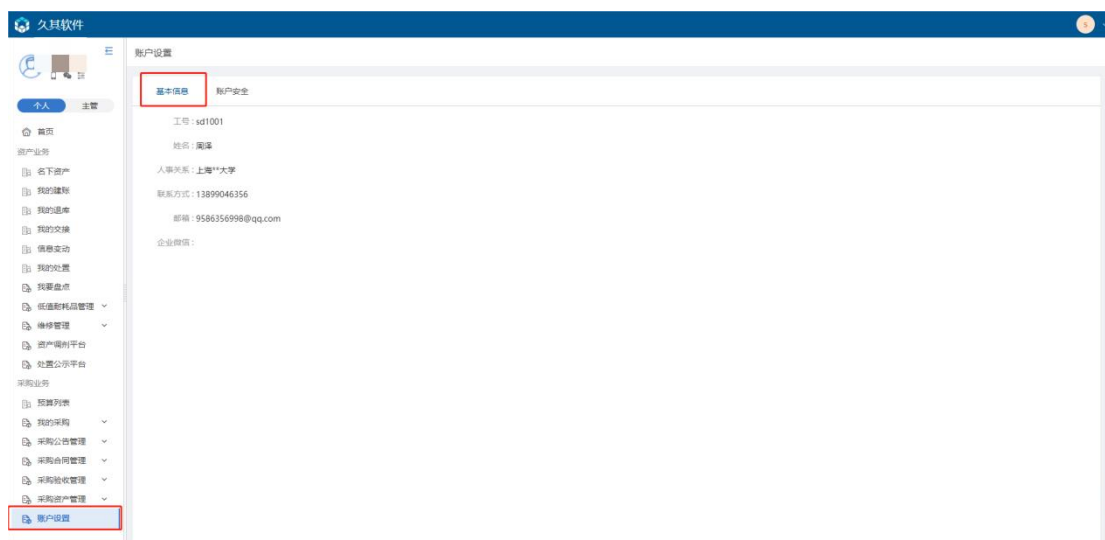 久其软件
S
账户设置
个人 主管
首页
资产业务
名下资产
我的建账
我的退库
我的交接
信息变动
我的处置
我要盘点
低值耐耗品管理
维修管理
资产调剂平台
处置公示平台
采购业务
预算列表
我的采购
采购公告管理
采购合同管理
采购验收管理
采购资产管理
账户设置
基本信息 账户安全
工号 : sd1001
姓名 : 周泽
人事关系 : 上海**大学
联系方式 : 13899046356
邮箱 : 9586356998@qq.com
企业微信 :